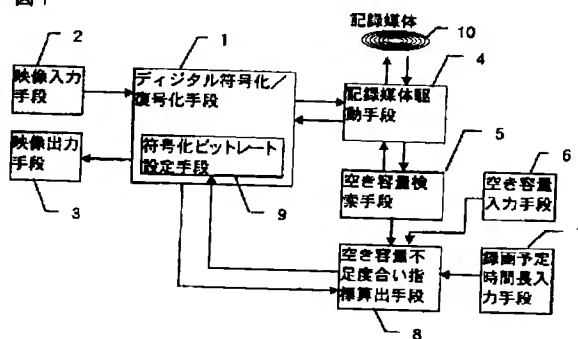 図1
記録媒体
10
2
1
4
映像入力
手段
ディジタル符号化／
復号化手段
記録媒体駆
動手段
5
6
映像出力
手段
符号化ビットレート
設定手段
空き容量検
索手段
空き容量
入力手段
3
9
空き容量不
足度合い指
標算出手段
録画予定
時間長入
力手段
8